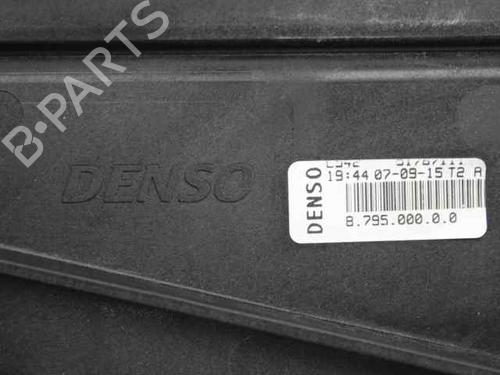 B-PARTS
DENSO
DENSO
19:44 07-09-15 T2 A
8.795.000.0.0